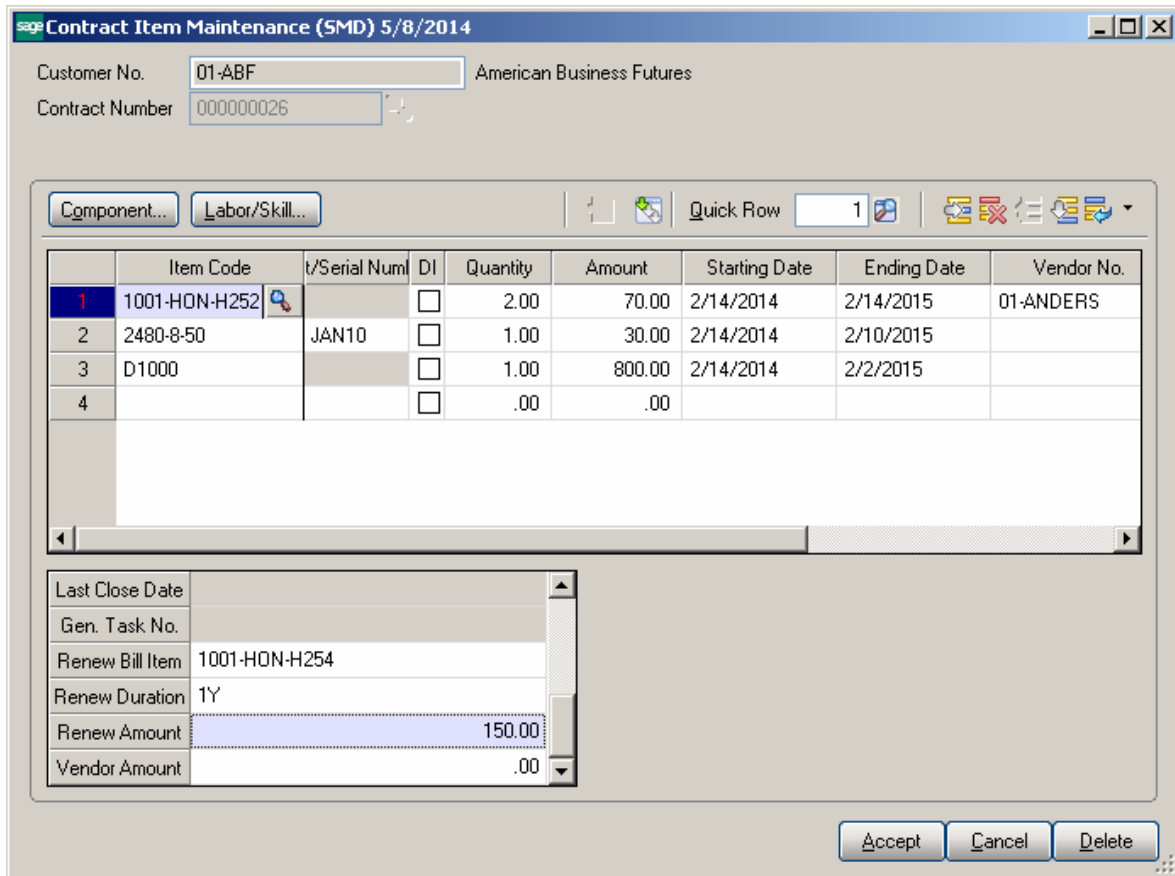 sage Contract Item Maintenance (SMD) 5/8/2014
Customer No. 01-ABF American Business Futures
Contract Number 000000026
Component... Labor/Skill... Quick Row 1
Item Code t/Serial Numl DI Quantity Amount Starting Date Ending Date Vendor No.
1 1001-HON-H252 2.00 70.00 2/14/2014 2/14/2015 01-ANDERS
2 2480-8-50 JAN10 1.00 30.00 2/14/2014 2/10/2015
3 D1000 1.00 800.00 2/14/2014 2/2/2015
4 .00 .00
Last Close Date
Gen. Task No.
Renew Bill Item 1001-HON-H254
Renew Duration 1Y
Renew Amount 150.00
Vendor Amount .00
Accept Cancel Delete